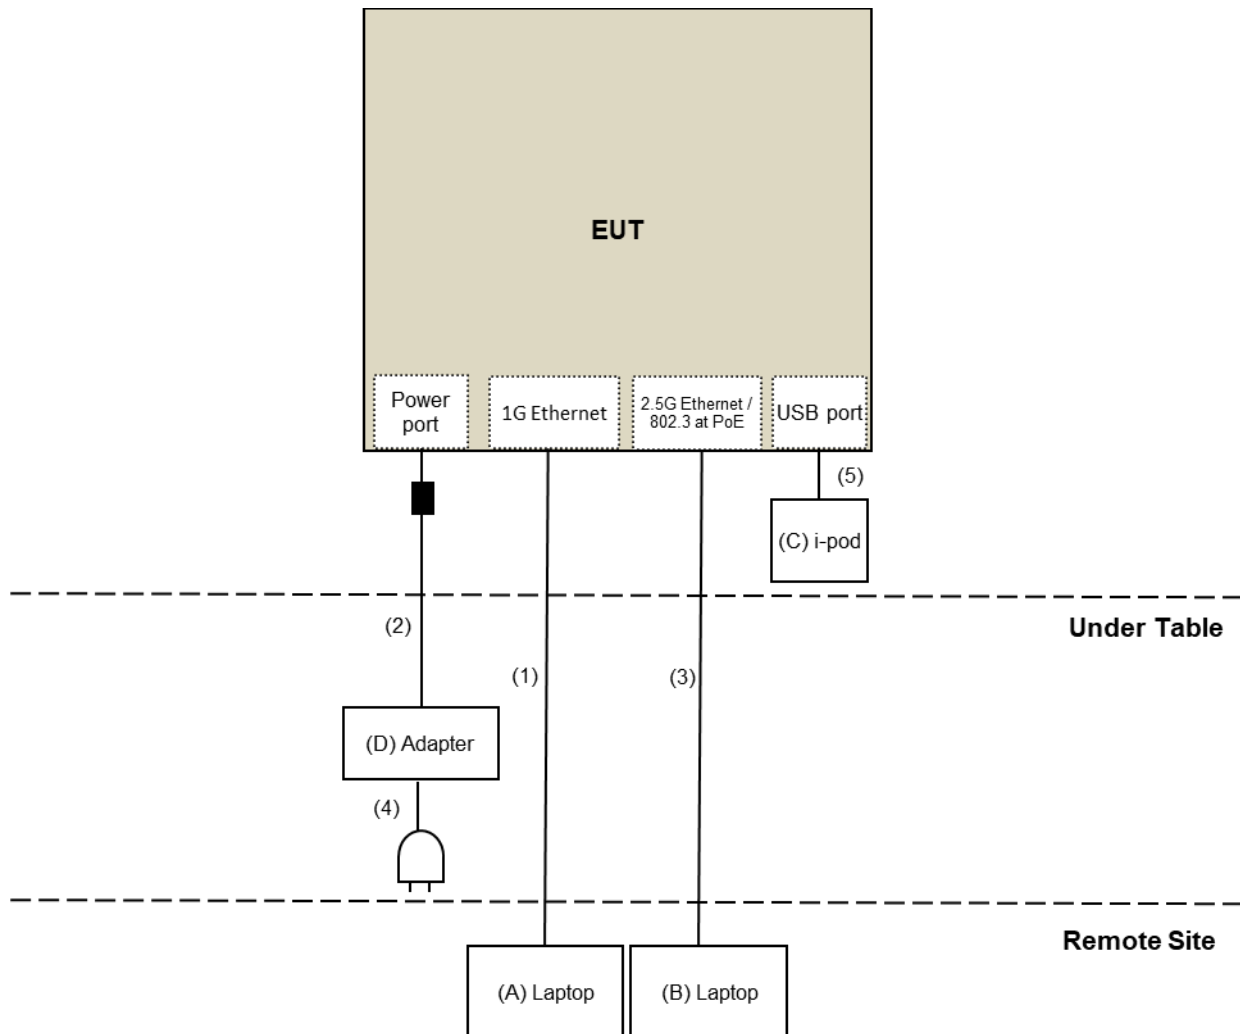 EUT
Power
port
1G Ethernet
2.5G Ethernet /
802.3 at PoE
USB port
(5)
(C) i-pod
(2)
Under Table
(1)
(3)
(D) Adapter
(4)
Remote Site
(A) Laptop
(B) Laptop